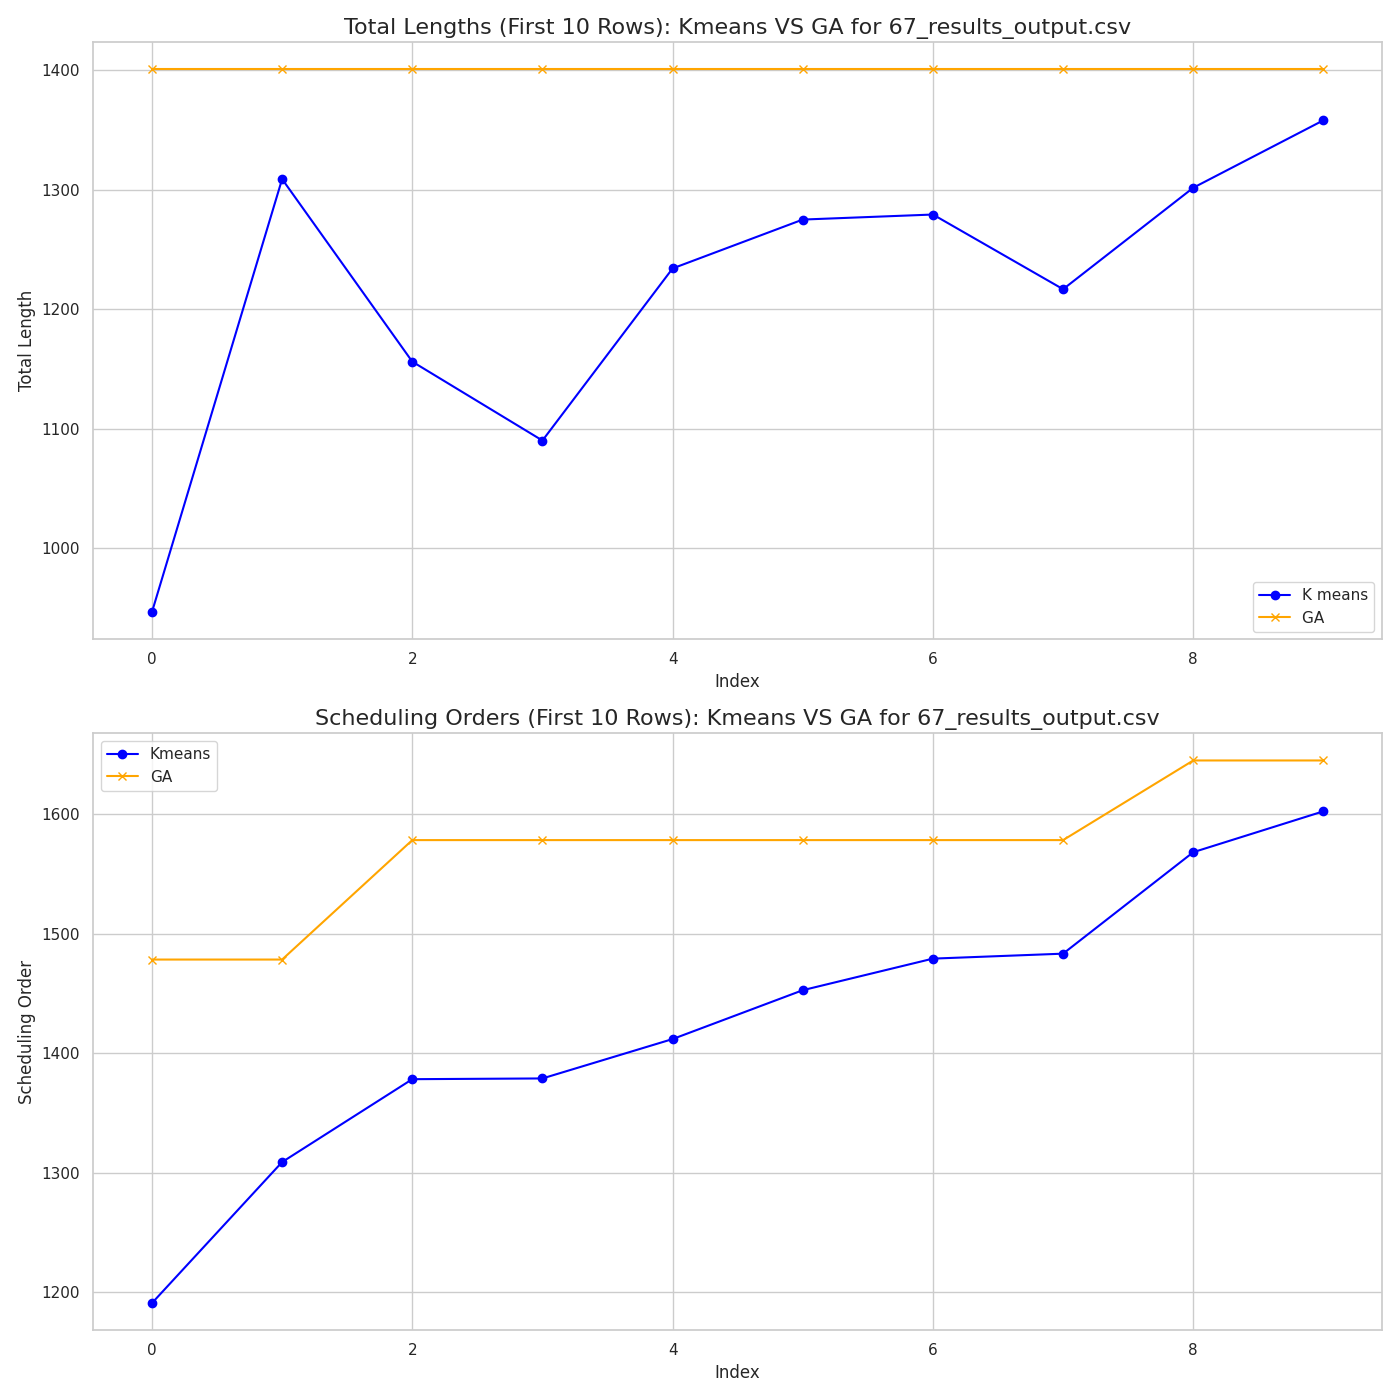 Total Lengths (First 10 Rows): Kmeans VS GA for 67_results_output.csv
1400
1300
1200
1100
1000
Total Length
K means
GA
0 2 4 6 8
Index
Scheduling Orders (First 10 Rows): Kmeans VS GA for 67_results_output.csv
Kmeans
GA
1600
1500
1400
1300
1200
Scheduling Order
0 2 4 6 8
Index